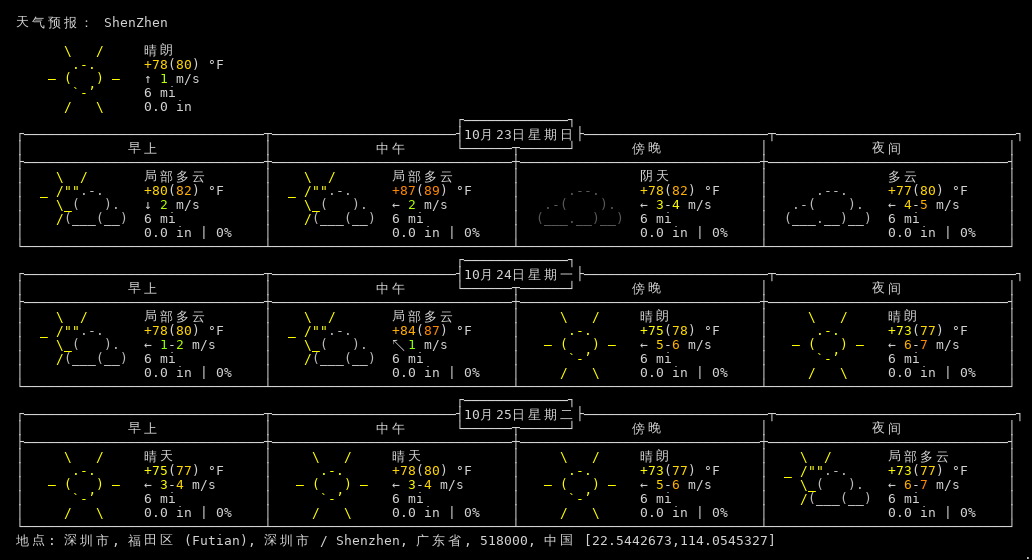 天气预报： ShenZhen
晴朗
+78(80) °F
↑ 1 m/s
6 mi
0.0 in
10月23日星期日
早上 中午 傍晚 夜间
局部多云 局部多云 阴天 多云
+80(82) °F +87(89) °F +78(82) °F +77(80) °F
↓ 2 m/s ← 2 m/s ← 3-4 m/s ← 4-5 m/s
6 mi 6 mi 6 mi 6 mi
0.0 in | 0% 0.0 in | 0% 0.0 in | 0% 0.0 in | 0%
10月24日星期一
早上 中午 傍晚 夜间
局部多云 局部多云 晴朗 晴朗
+78(80) °F +84(87) °F +75(78) °F +73(77) °F
← 1-2 m/s ↖ 1 m/s ← 5-6 m/s ← 6-7 m/s
6 mi 6 mi 6 mi 6 mi
0.0 in | 0% 0.0 in | 0% 0.0 in | 0% 0.0 in | 0%
10月25日星期二
早上 中午 傍晚 夜间
晴天 晴天 晴朗 局部多云
+75(77) °F +78(80) °F +73(77) °F +73(77) °F
← 3-4 m/s ← 3-4 m/s ← 5-6 m/s ← 6-7 m/s
6 mi 6 mi 6 mi 6 mi
0.0 in | 0% 0.0 in | 0% 0.0 in | 0% 0.0 in | 0%
地点: 深圳市, 福田区 (Futian), 深圳市 / Shenzhen, 广东省, 518000, 中国 [22.5442673,114.0545327]